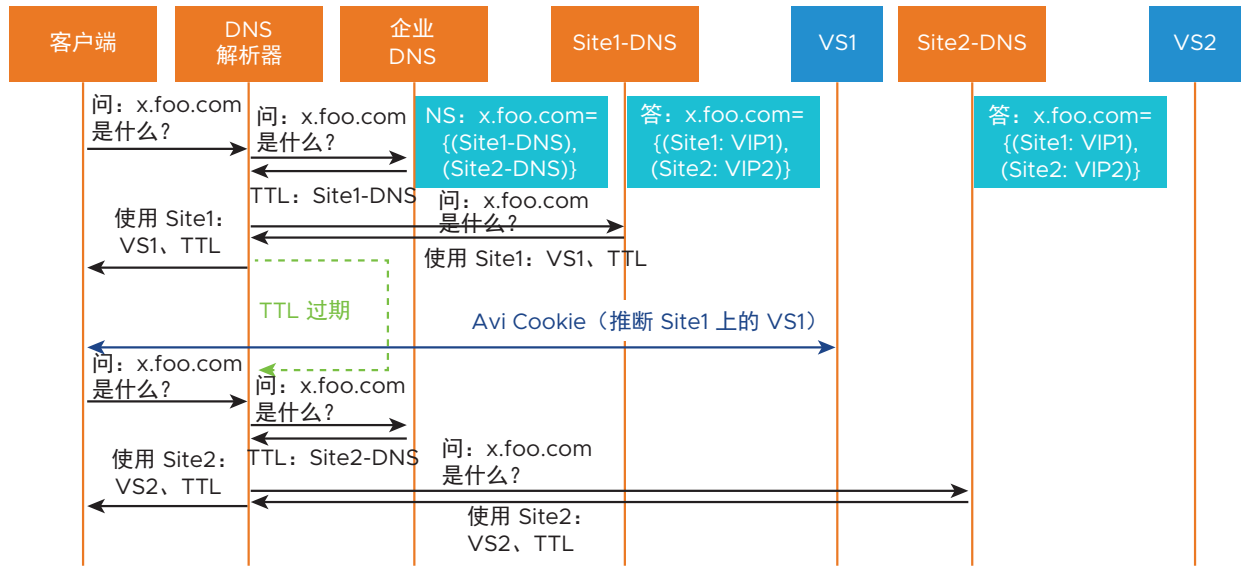 客户端
DNS
解析器
企业
DNS
Site1-DNS
VS1
Site2-DNS
VS2
问：x.foo.com
是什么？
问：x.foo.com
是什么？
NS：x.foo.com=
{(Site1-DNS),
(Site2-DNS)}
答：x.foo.com=
{(Site1: VIP1),
(Site2: VIP2)}
答：x.foo.com=
{(Site1: VIP1),
(Site2: VIP2)}
TTL：Site1-DNS
问：x.foo.com
是什么？
使用 Site1：
VS1、TTL
使用 Site1：VS1、TTL
TTL 过期
Avi Cookie（推断 Site1 上的 VS1）
问：x.foo.com
是什么？
问：x.foo.com
是什么？
TTL：Site2-DNS
问：x.foo.com
是什么？
使用 Site2：
VS2、TTL
使用 Site2：
VS2、TTL